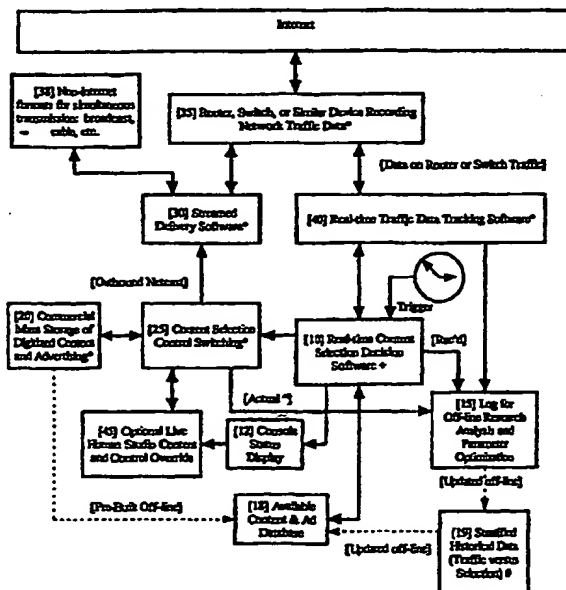 Internet
[38] Non-internet
formats for simultaneous
transmission: broadcast,
cable, etc.
[35] Router, Switch, or Similar Device Recording
Network Traffic Data*
[Data on Router or Switch Traffic]
[30] Streamed
Delivery Software*
[40] Real-time Traffic Data Tracking Software*
[Outbound Netcast]
Trigger
[20] Commercial
Mass Storage of
Digitized Content
and Advertising*
[25] Content Selection
Control Switching*
[10] Real-time Content
Selection Decision
Software +
[Rec'd]
[Actual *]
[15] Log for
Off-line Research
Analysis and
Parameter
Optimization
[45] Optional Live
Human Studio Content
and Control Override
[12] Console
Status
Display
[Updated off-line]
[Pre-Built Off-line]
[18] Available
Content & Ad
Database
[Updated off-line]
[19] Stratified
Historical Data
(Traffic versus
Selection) #